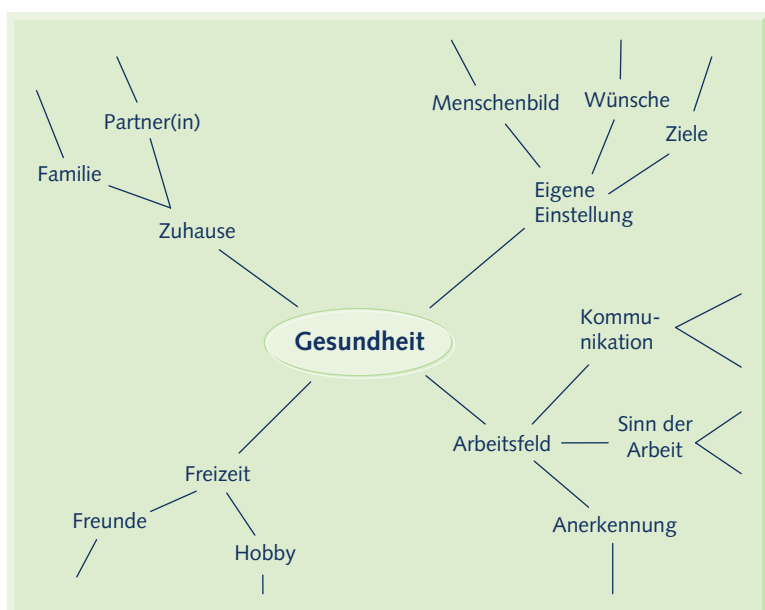 Menschenbild
Wünsche
Ziele
Eigene
Einstellung
Partner(in)
Familie
Zuhause
Gesundheit
Kommu-
nikation
Arbeitsfeld
Sinn der
Arbeit
Anerkennung
Freizeit
Freunde
Hobby